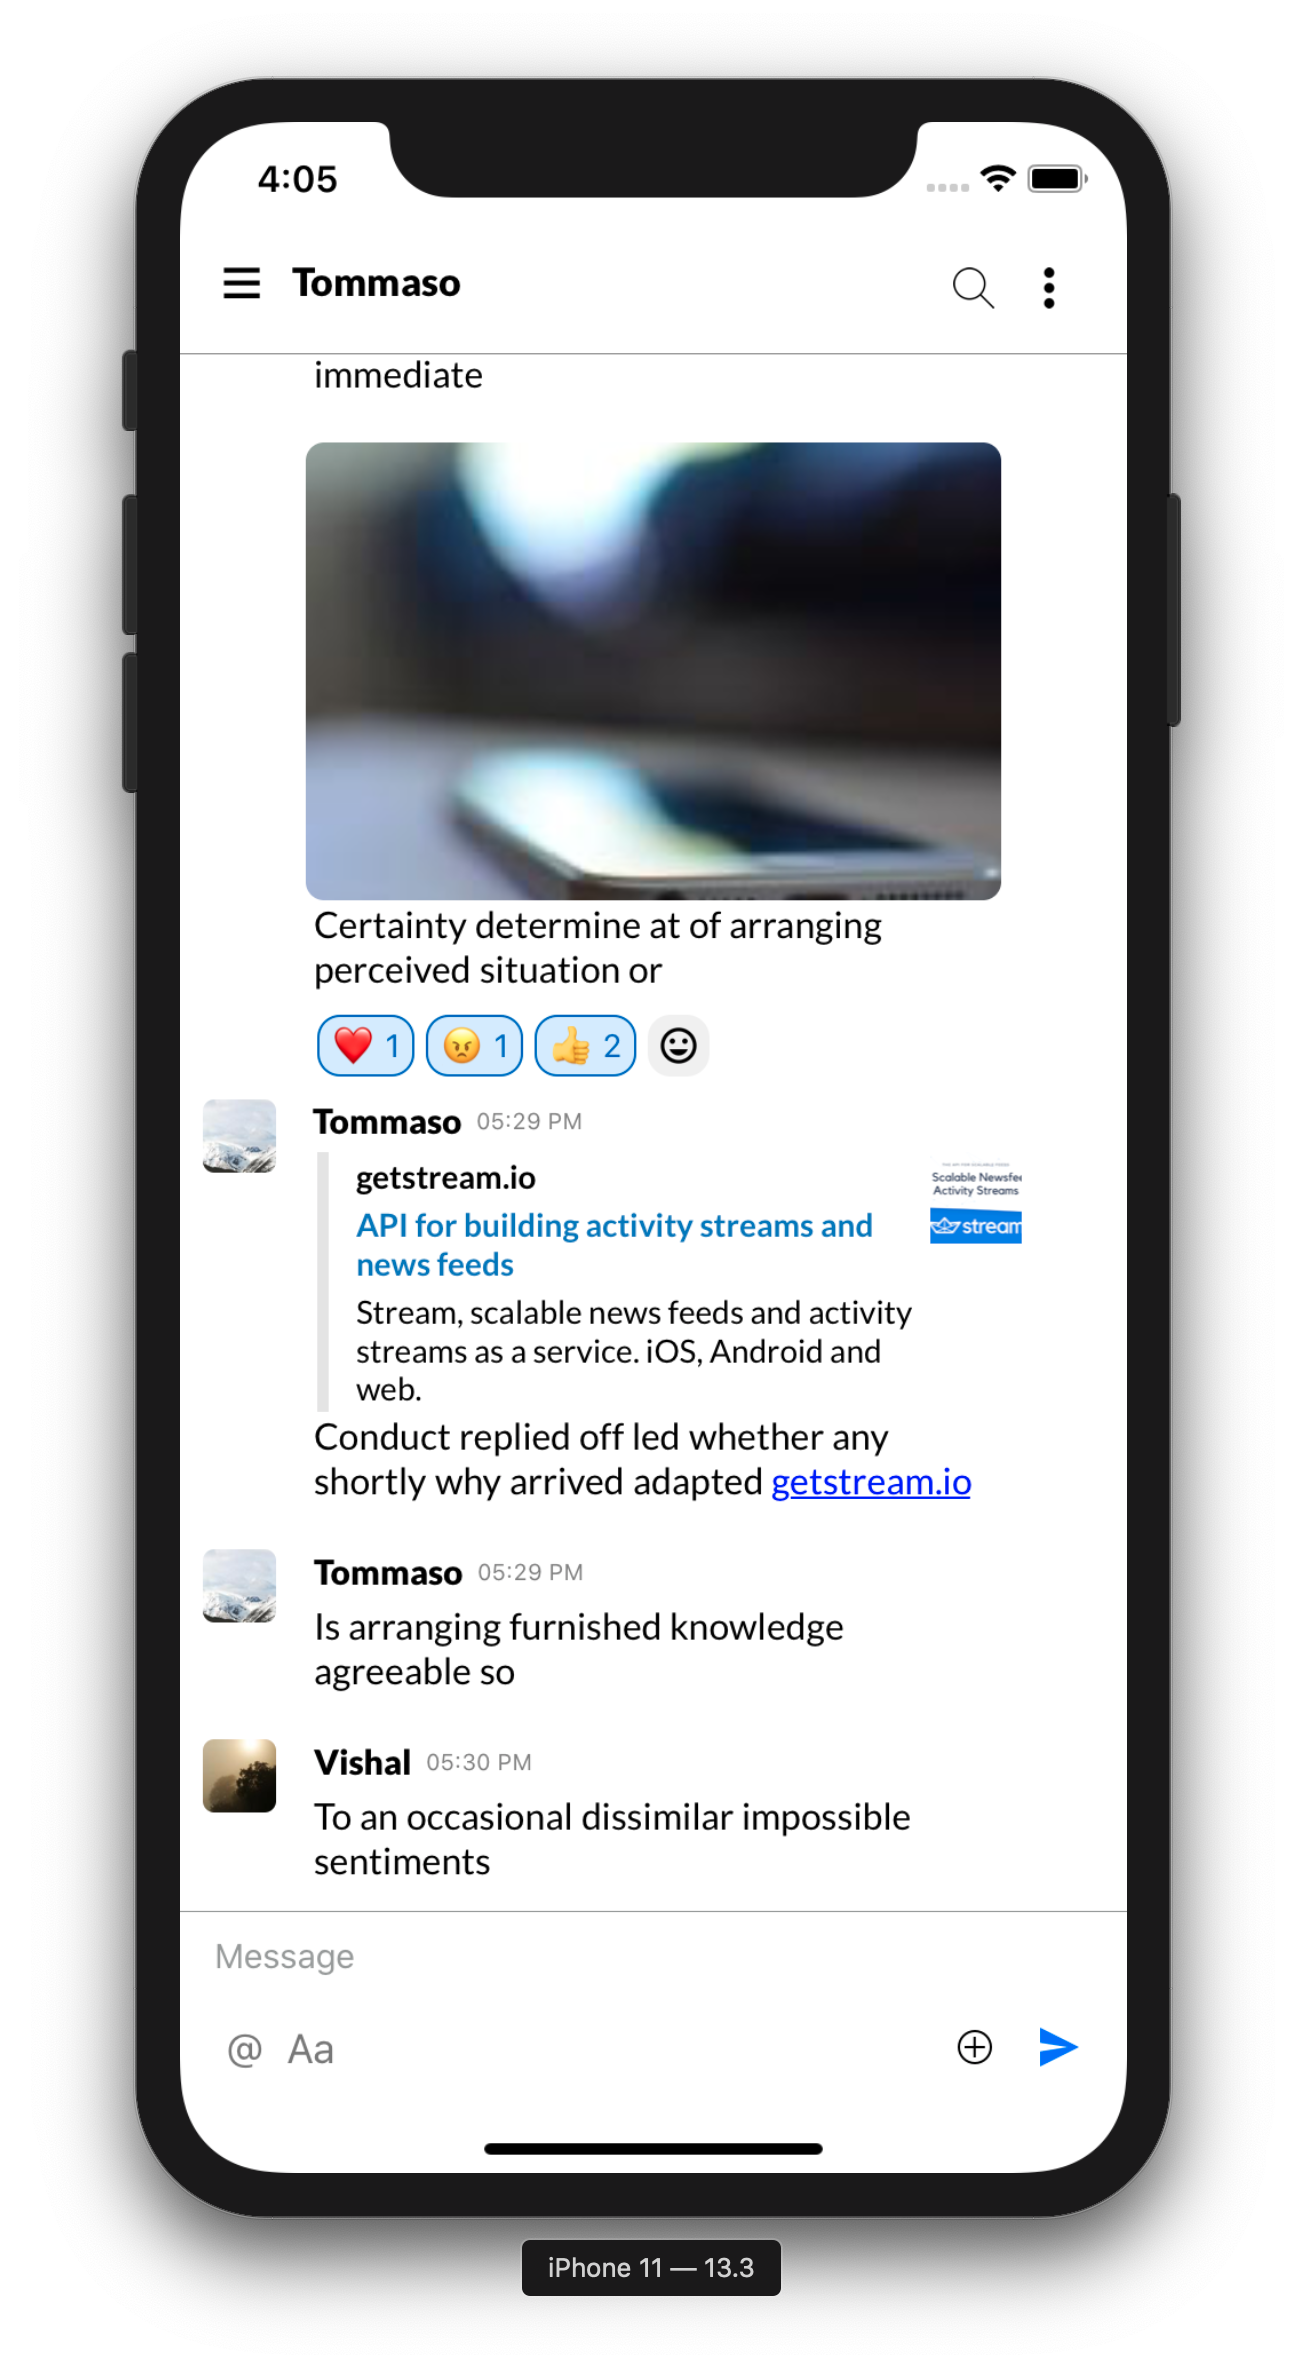 4:05
Tommaso
immediate
Certainty determine at of arranging
perceived situation or
❤️ 1 😠 1 👍 2
Tommaso 05:29 PM
getstream.io
API for building activity streams and
news feeds
Stream, scalable news feeds and activity
streams as a service. iOS, Android and
web.
Scalable Newsfee
Activity Streams
stream
Conduct replied off led whether any
shortly why arrived adapted getstream.io
Tommaso 05:29 PM
Is arranging furnished knowledge
agreeable so
Vishal 05:30 PM
To an occasional dissimilar impossible
sentiments
Message
@ Aa
iPhone 11 — 13.3